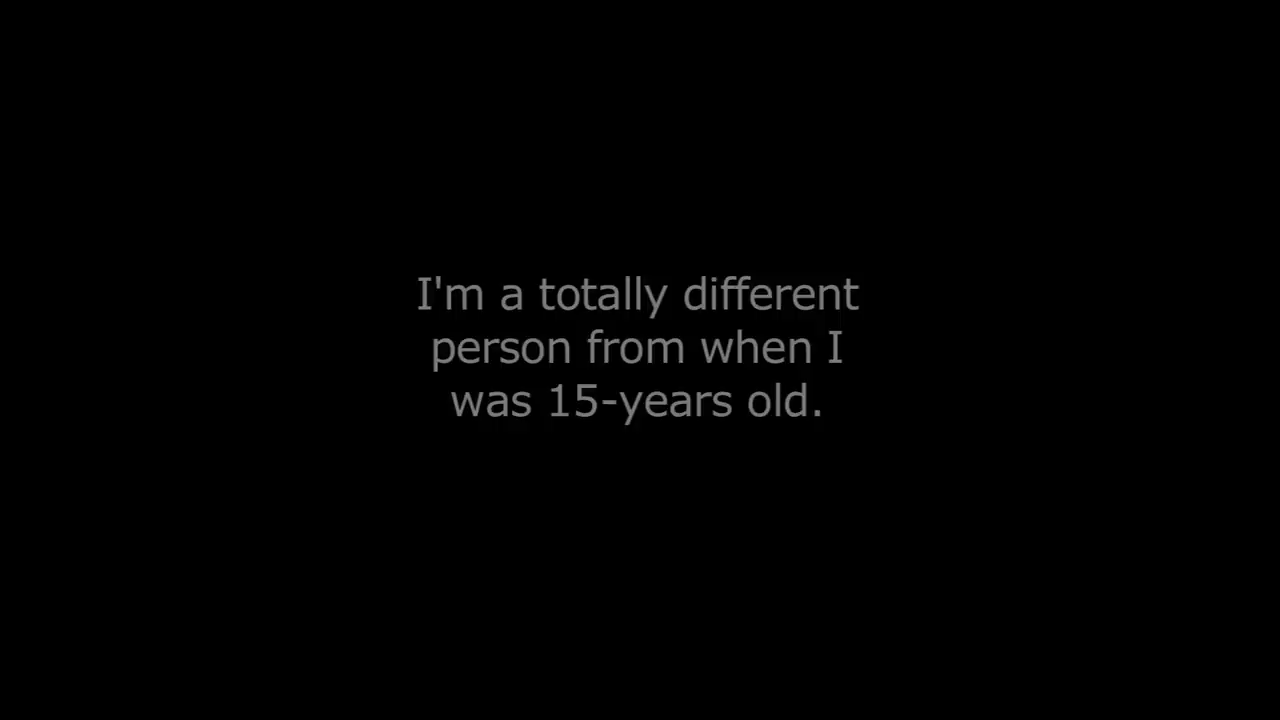 I'm a totally different
person from when I
was 15-years old.